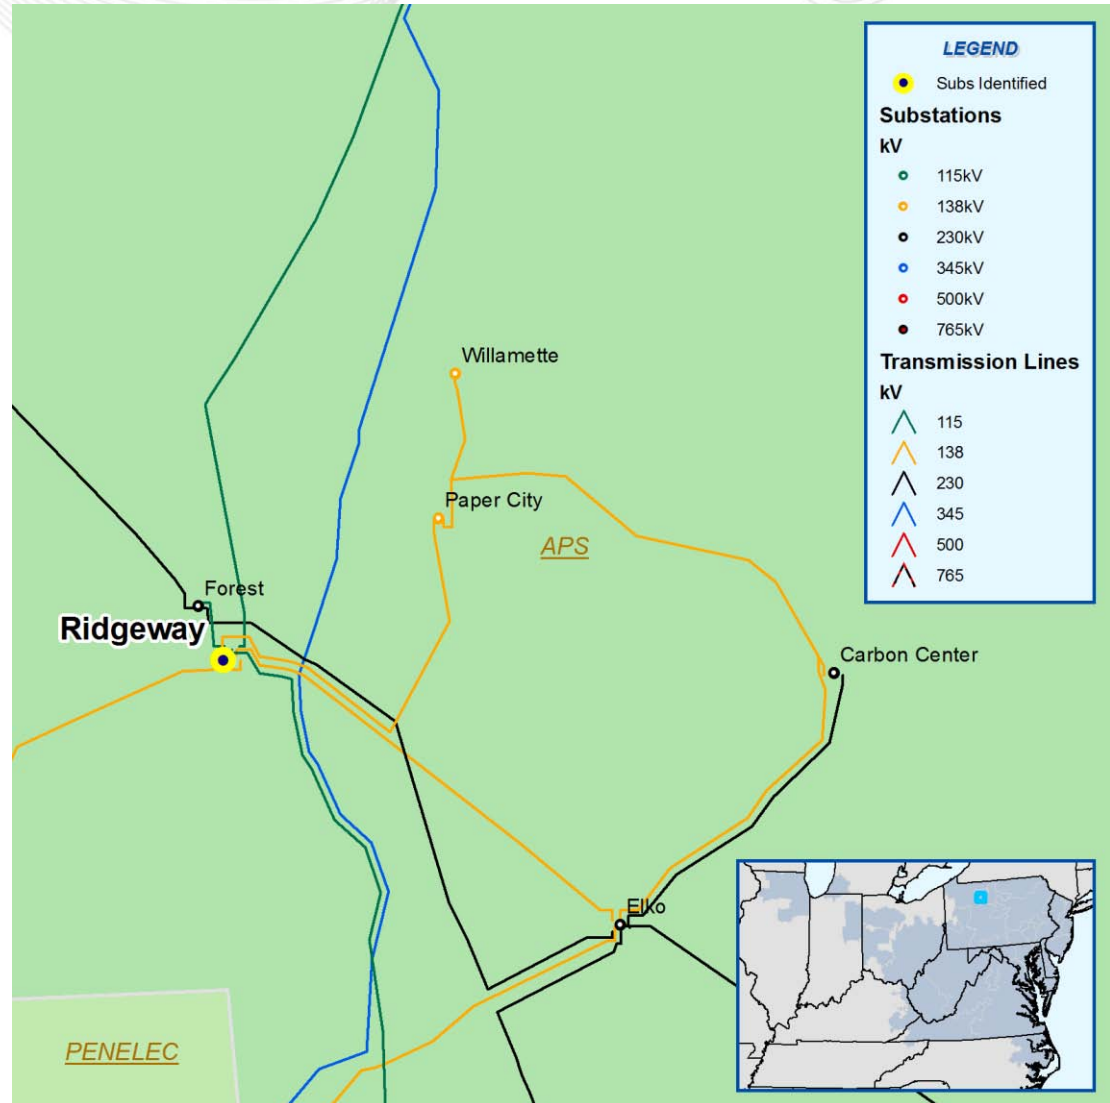 LEGEND
Subs Identified
Substations
kV
115kV
138kV
230kV
345kV
500kV
765kV
Transmission Lines
kV
115
138
230
345
500
765
Willamette
Paper City
APS
Forest
Ridgeway
Carbon Center
Elko
PENELEC